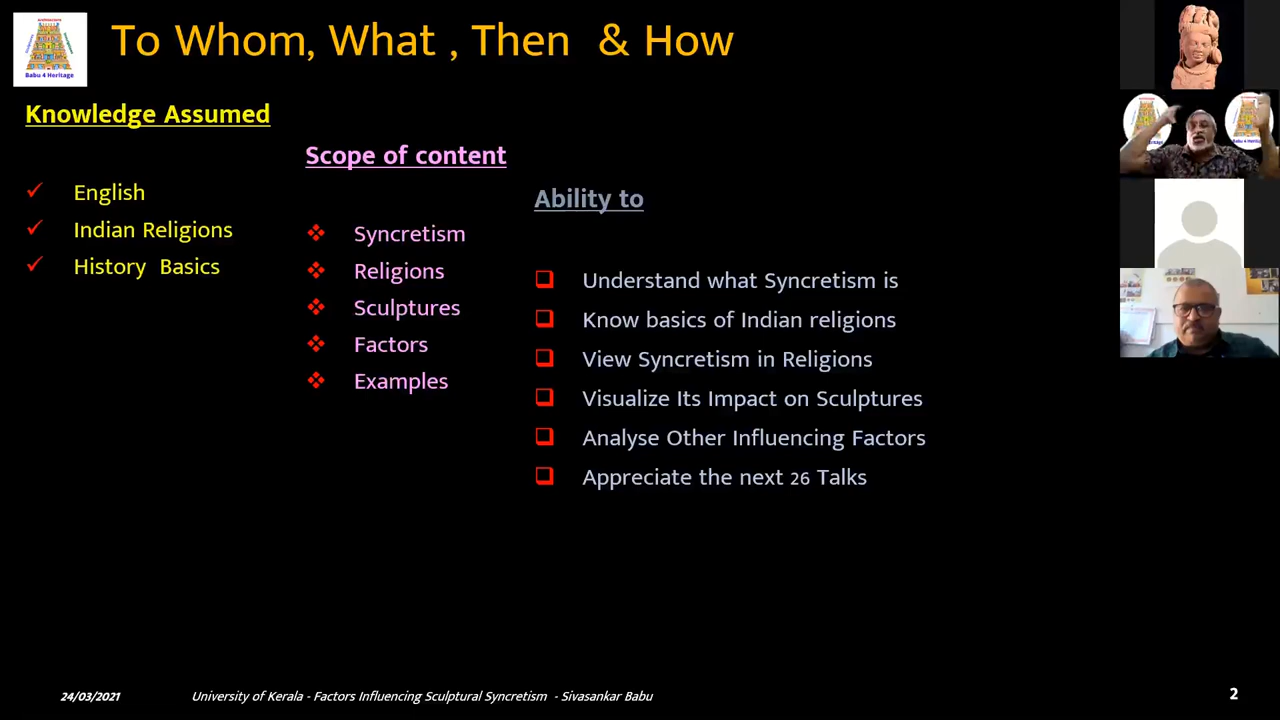 To Whom, What , Then & How
Babu 4 Heritage
Knowledge Assumed
English
Indian Religions
History Basics
Scope of content
Syncretism
Religions
Sculptures
Factors
Examples
Ability to
Understand what Syncretism is
Know basics of Indian religions
View Syncretism in Religions
Visualize Its Impact on Sculptures
Analyse Other Influencing Factors
Appreciate the next 26 Talks
24/03/2021
University of Kerala - Factors Influencing Sculptural Syncretism - Sivasankar Babu
2